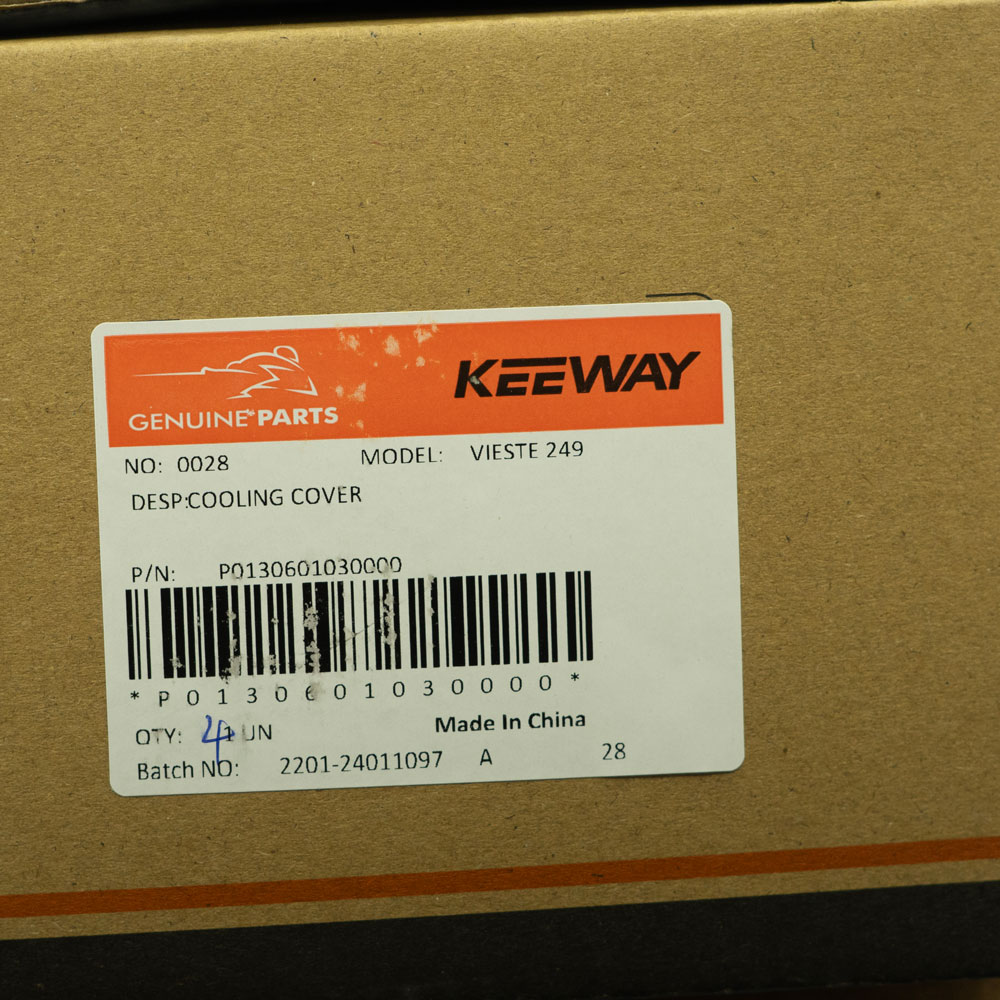 KEEWAY
GENUINE PARTS
NO: 0028 MODEL: VIESTE 249
DESP:COOLING COVER
P/N: P0130601030000
*P0130601030000*
QTY: 4 1 UN Made In China
Batch NO: 2201-24011097 A 28